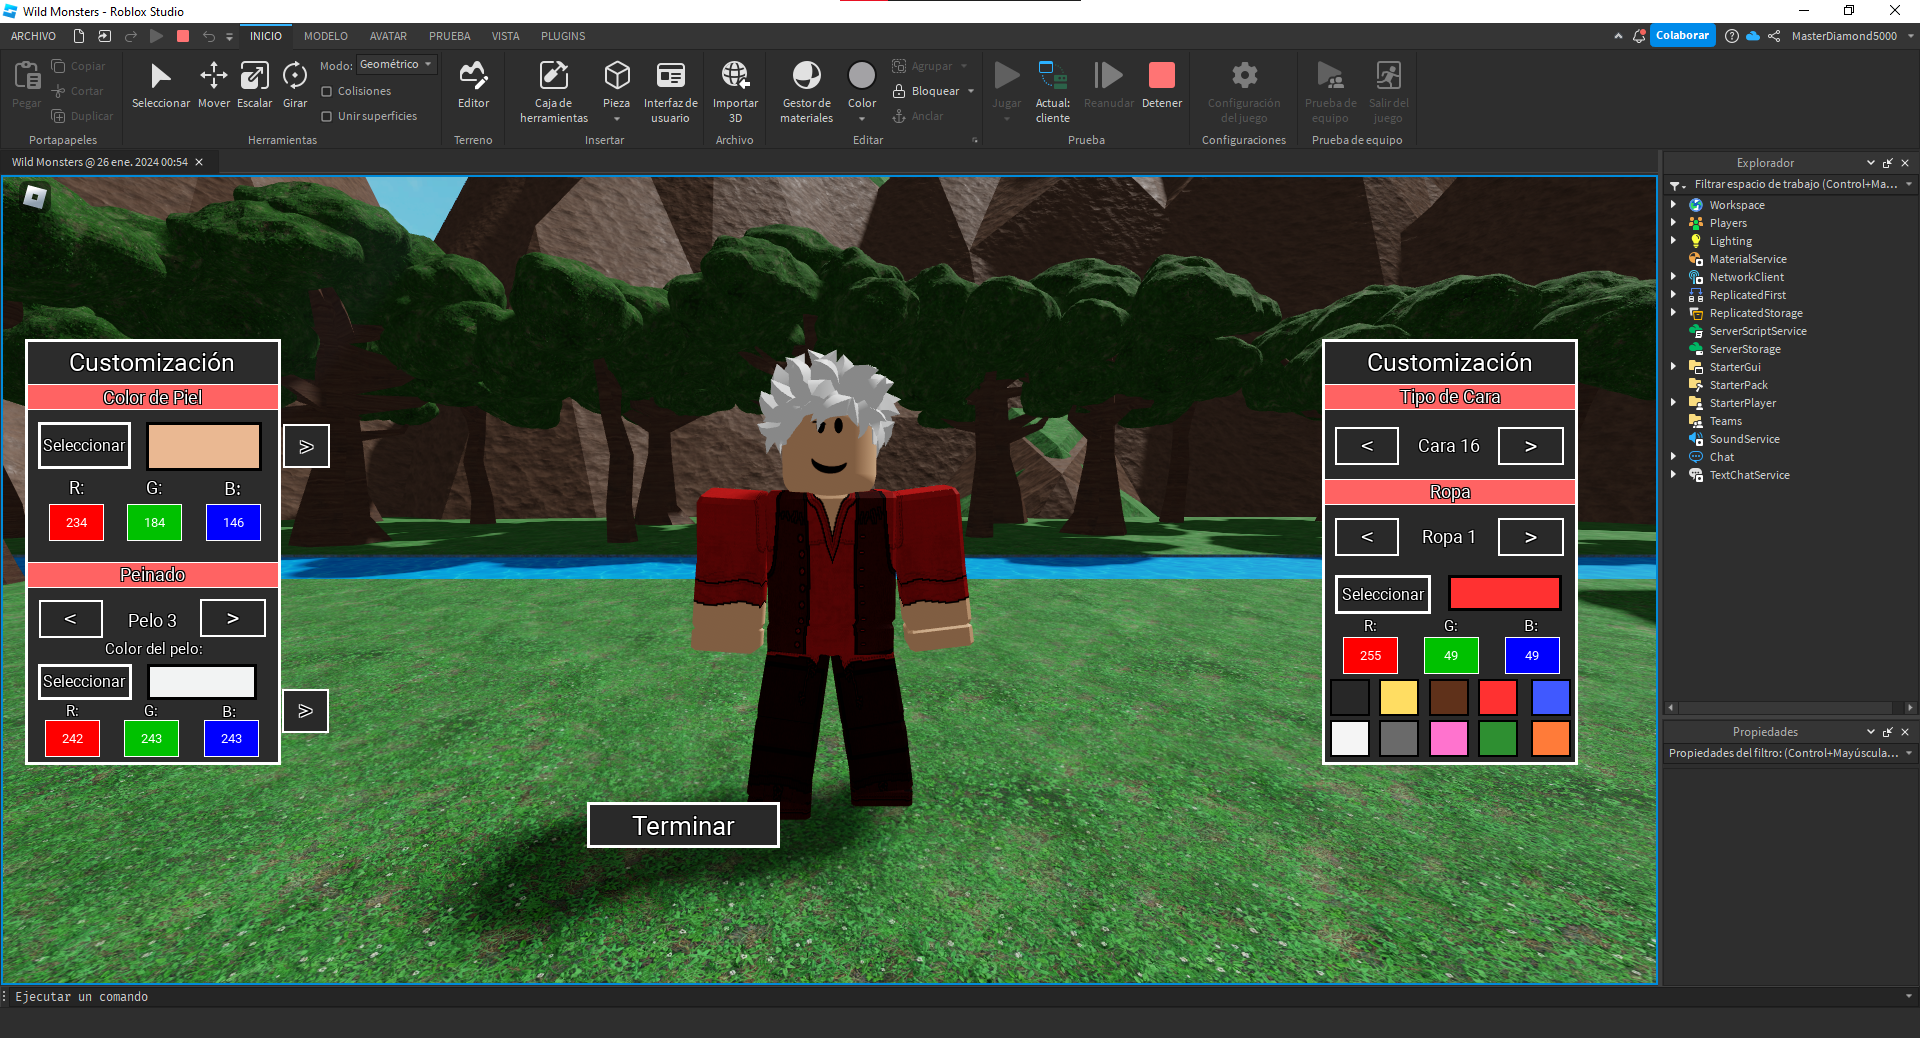 Wild Monsters - Roblox Studio
ARCHIVO INICIO MODELO AVATAR PRUEBA VISTA PLUGINS Colaborar MasterDiamond5000
Pegar
Copiar
Cortar
Duplicar
Portapapeles
Seleccionar
Mover
Escalar
Girar
Modo: Geométrico
Colisiones
Unir superficies
Herramientas
Editor
Terreno
Caja de
herramientas
Pieza
Interfaz de
usuario
Insertar
Importar
3D
Archivo
Gestor de
materiales
Color
Agrupar
Bloquear
Anclar
Editar
Jugar
Actual:
cliente
Reanudar
Detener
Prueba
Configuración
del juego
Configuraciones
Prueba de
equipo
Salir del
juego
Prueba de equipo
Wild Monsters @ 26 ene. 2024 00:54
Customización
Color de Piel
Seleccionar
>
R: G: B:
234 184 146
Peinado
< Pelo 3 >
Color del pelo:
Seleccionar
>
R: G: B:
242 243 243
Terminar
Customización
Tipo de Cara
< Cara 16 >
Ropa
< Ropa 1 >
Seleccionar
R: G: B:
255 49 49
Explorador
Filtrar espacio de trabajo (Control+Ma...
Workspace
Players
Lighting
MaterialService
NetworkClient
ReplicatedFirst
ReplicatedStorage
ServerScriptService
ServerStorage
StarterGui
StarterPack
StarterPlayer
Teams
SoundService
Chat
TextChatService
Propiedades
Propiedades del filtro: (Control+Mayúscula...
Ejecutar un comando